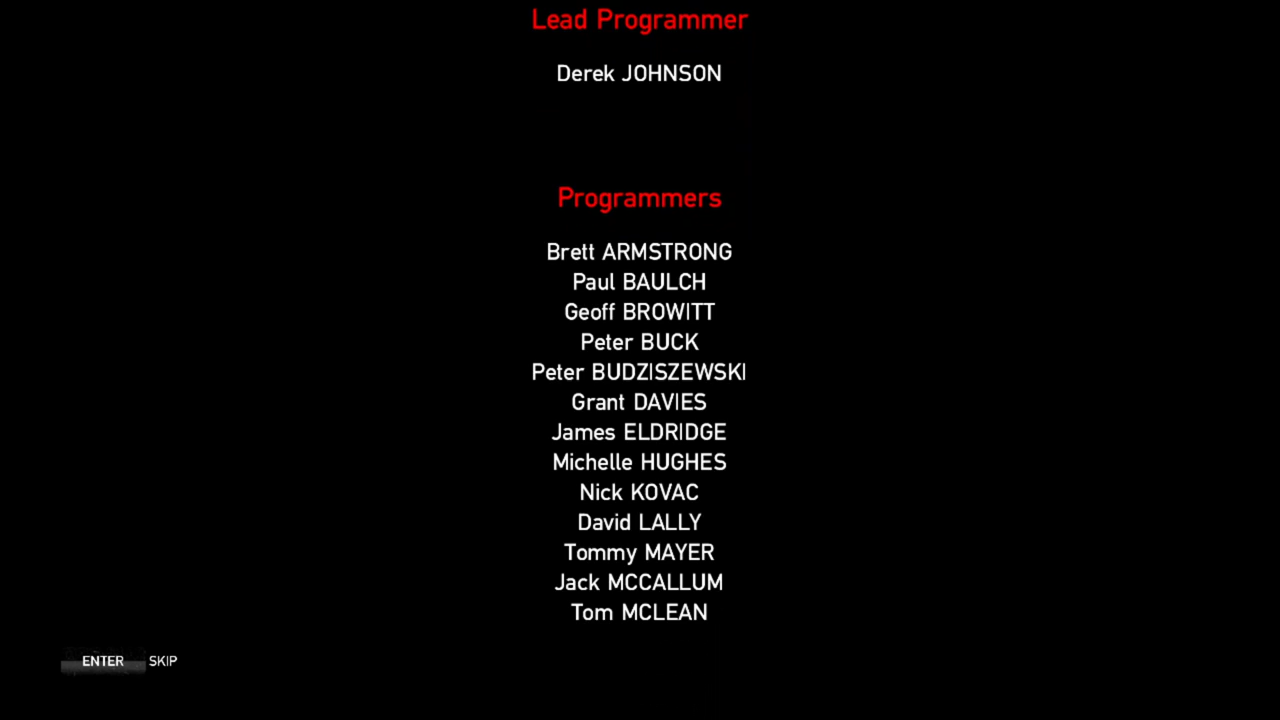 Lead Programmer
Derek JOHNSON
Programmers
Brett ARMSTRONG
Paul BAULCH
Geoff BROWITT
Peter BUCK
Peter BUDZISZEWSKI
Grant DAVIES
James ELDRIDGE
Michelle HUGHES
Nick KOVAC
David LALLY
Tommy MAYER
Jack MCCALLUM
Tom MCLEAN
ENTER SKIP